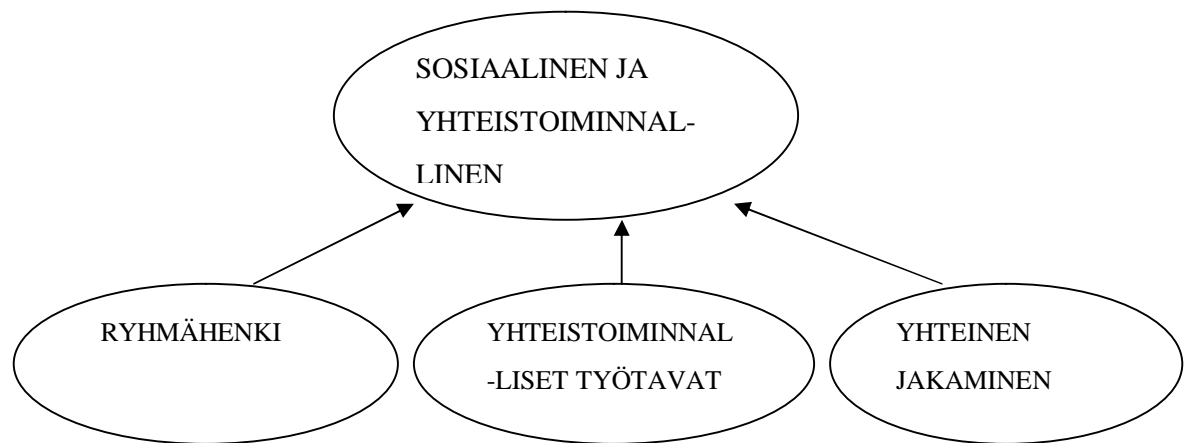 SOSIAALINEN JA
YHTEISTOIMINNAL-
LINEN
RYHMÄHENKI
YHTEISTOIMINNAL
-LISET TYÖTAVAT
YHTEINEN
JAKAMINEN